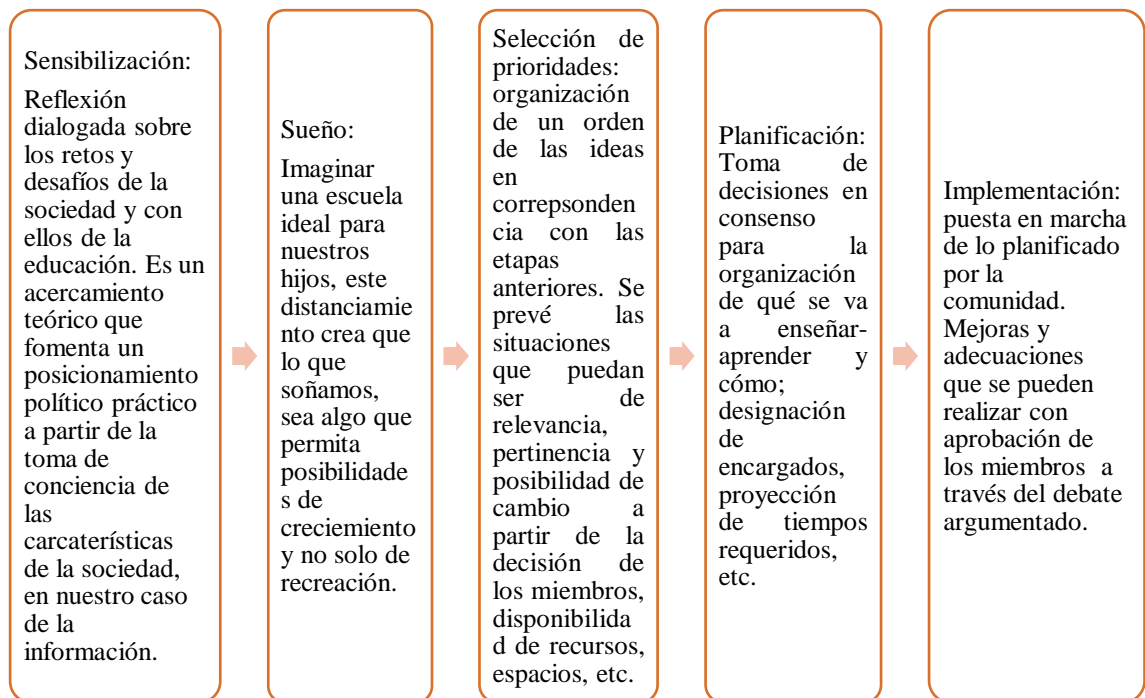 Sensibilización:
Reflexión
dialogada sobre
los retos y
desafíos de la
sociedad y con
ellos de la
educación. Es un
acercamiento
teórico que
fomenta un
posicionamiento
político práctico
a partir de la
toma de
conciencia de
las
carcaterísticas
de la sociedad,
en nuestro caso
de la
información.
Sueño:
Imaginar
una escuela
ideal para
nuestros
hijos, este
distanciamie
nto crea que
lo que
soñamos,
sea algo que
permita
posibilidade
s de
creciemiento
y no solo de
recreación.
Selección de
prioridades:
organización
de un orden
de las ideas
en
correpsonden
cia con las
etapas
anteriores. Se
prevé las
situaciones
que puedan
ser de
relevancia,
pertinencia y
posibilidad de
cambio a
partir de la
decisión de
los miembros,
disponibilida
d de recursos,
espacios, etc.
Planificación:
Toma de
decisiones en
consenso
para la
organización
de qué se va
a enseñar-
aprender y
cómo;
designación
de
encargados,
proyección
de tiempos
requeridos,
etc.
Implementación:
puesta en marcha
de lo planificado
por la
comunidad.
Mejoras y
adecuaciones
que se pueden
realizar con
aprobación de
los miembros a
través del debate
argumentado.